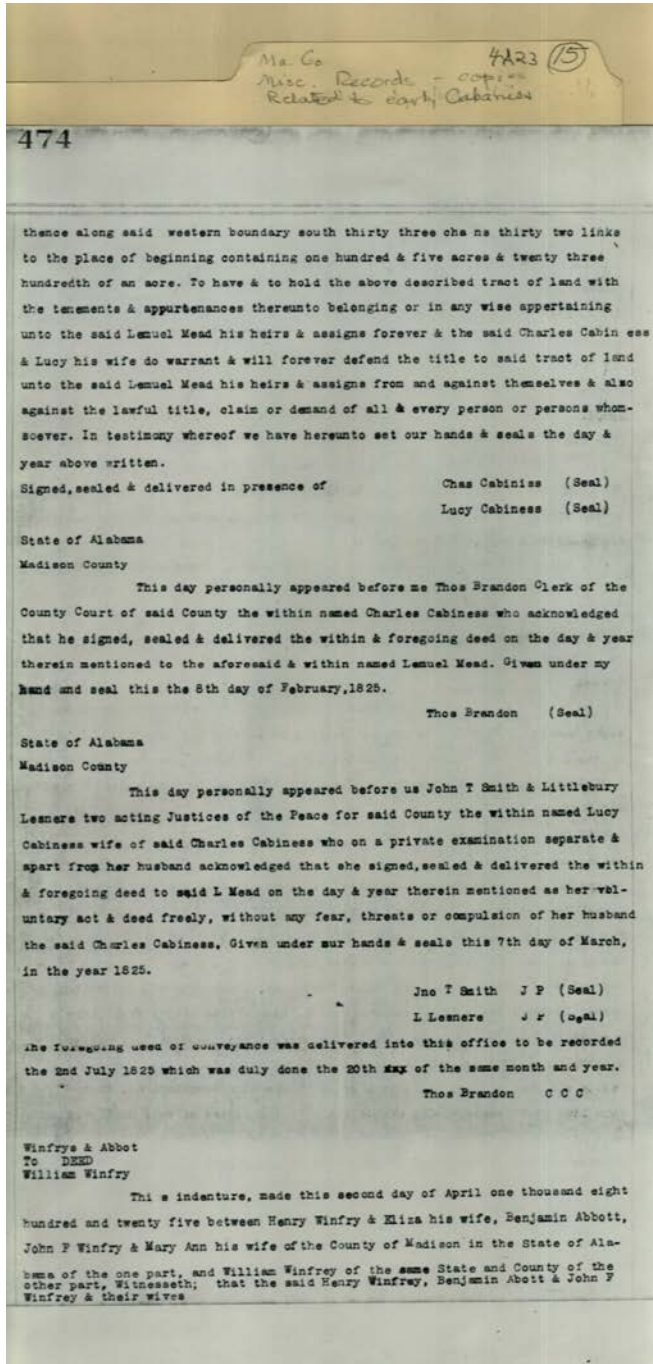 Ma. Co 4A23 15
Misc. Records - copies
Related to early Cabaniss
474
thence along said western boundary south thirty three cha ns thirty two links
to the place of beginning containing one hundred & five acres & twenty three
hundredth of an acre. To have & to hold the above described tract of land with
the tenements & appurtenances thereunto belonging or in any wise appertaining
unto the said Lemuel Mead his heirs & assigns forever & the said Charles Cabin ess
& Lucy his wife do warrant & will forever defend the title to said tract of land
unto the said Lemuel Mead his heirs & assigns from and against themselves & also
against the lawful title, claim or demand of all & every person or persons whom-
soever. In testimony whereof we have hereunto set our hands & seals the day &
year above written.
Signed,sealed & delivered in presence of Chas Cabiniss (Seal)
Lucy Cabiness (Seal)
State of Alabama
Madison County
This day personally appeared before me Thos Brandon Clerk of the
County Court of said County the within named Charles Cabiness who acknowledged
that he signed, sealed & delivered the within & foregoing deed on the day & year
therein mentioned to the aforesaid & within named Lemuel Mead. Given under my
hand and seal this the 8th day of February,1825.
Thos Brandon (Seal)
State of Alabama
Madison County
This day personally appeared before us John T Smith & Littlebury
Lesnere two acting Justices of the Peace for said County the within named Lucy
Cabiness wife of said Charles Cabiness who on a private examination separate &
apart from her husband acknowledged that she signed,sealed & delivered the within
& foregoing deed to said L Mead on the day & year therein mentioned as her vol-
untary act & deed freely, without any fear, threats or compulsion of her husband
the said Charles Cabiness, Given under our hands & seals this 7th day of March,
in the year 1825.
Jno T Smith J P (Seal)
L Lesnere J P (Seal)
The foregoing deed of conveyance was delivered into this office to be recorded
the 2nd July 1825 which was duly done the 20th day of the same month and year.
Thos Brandon C C C
Winfrys & Abbot
To DEED
William Winfry
Thi s indenture, made this second day of April one thousand eight
hundred and twenty five between Henry Winfry & Eliza his wife, Benjamin Abbott,
John F Winfry & Mary Ann his wife of the County of Madison in the State of Ala-
bama of the one part, and William Winfrey of the same State and County of the
other part, Witnesseth; that the said Henry Winfrey, Benjamin Abott & John F
Winfrey & their wives